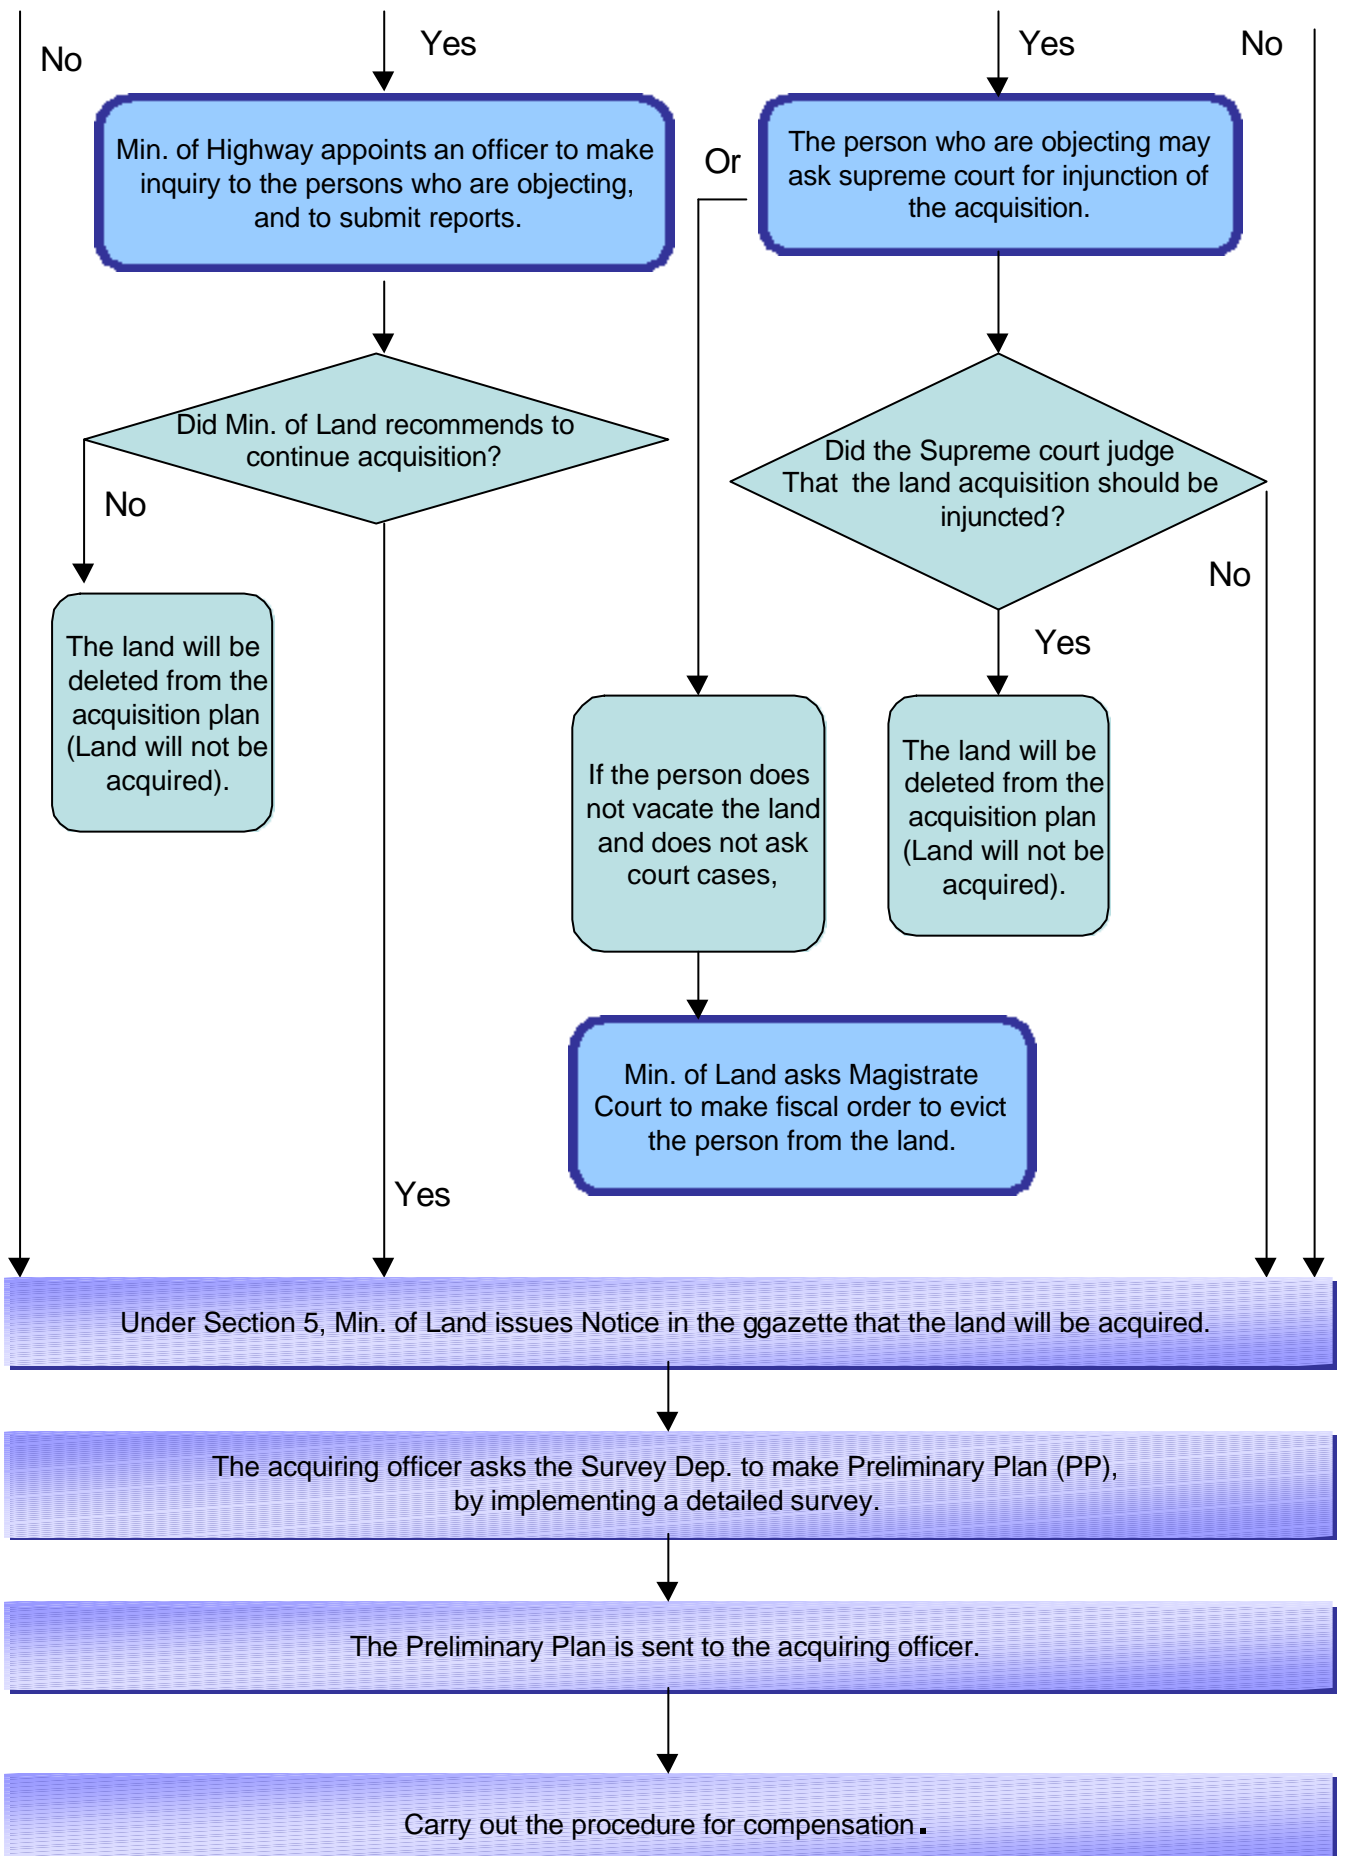 No
Yes
Yes
No
Min. of Highway appoints an officer to make
inquiry to the persons who are objecting,
and to submit reports.
Or
The person who are objecting may
ask supreme court for injunction of
the acquisition.
Did Min. of Land recommends to
continue acquisition?
No
Did the Supreme court judge
That the land acquisition should be
injuncted?
No
Yes
The land will be
deleted from the
acquisition plan
(Land will not be
acquired).
If the person does
not vacate the land
and does not ask
court cases,
The land will be
deleted from the
acquisition plan
(Land will not be
acquired).
Min. of Land asks Magistrate
Court to make fiscal order to evict
the person from the land.
Yes
Under Section 5, Min. of Land issues Notice in the ggazette that the land will be acquired.
The acquiring officer asks the Survey Dep. to make Preliminary Plan (PP),
by implementing a detailed survey.
The Preliminary Plan is sent to the acquiring officer.
Carry out the procedure for compensation.